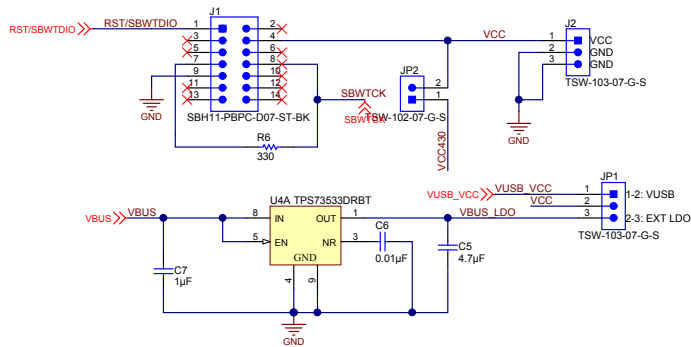 J1
RST/SBWTDIO
1 2
3 4
5 6
7 8
9 10
11 12
13 14
SBH11-PBPC-D07-ST-BK
GND
R6
330
SBWTCK
SBWTCK
JP2
2
1
TSW-102-07-G-S
VCC430
VCC
J2
1 VCC
2 GND
3 GND
TSW-103-07-G-S
GND
VBUS
VBUS
C7
1µF
U4A TPS73533DRBT
8 IN OUT 1
5 EN NR 3
GND
4 9
C6
0.01µF
C5
4.7µF
VBUS_LDO
GND
JP1
VUSB_VCC
VUSB_VCC
1 1-2: VUSB
VCC 2
3 2-3: EXT LDO
TSW-103-07-G-S